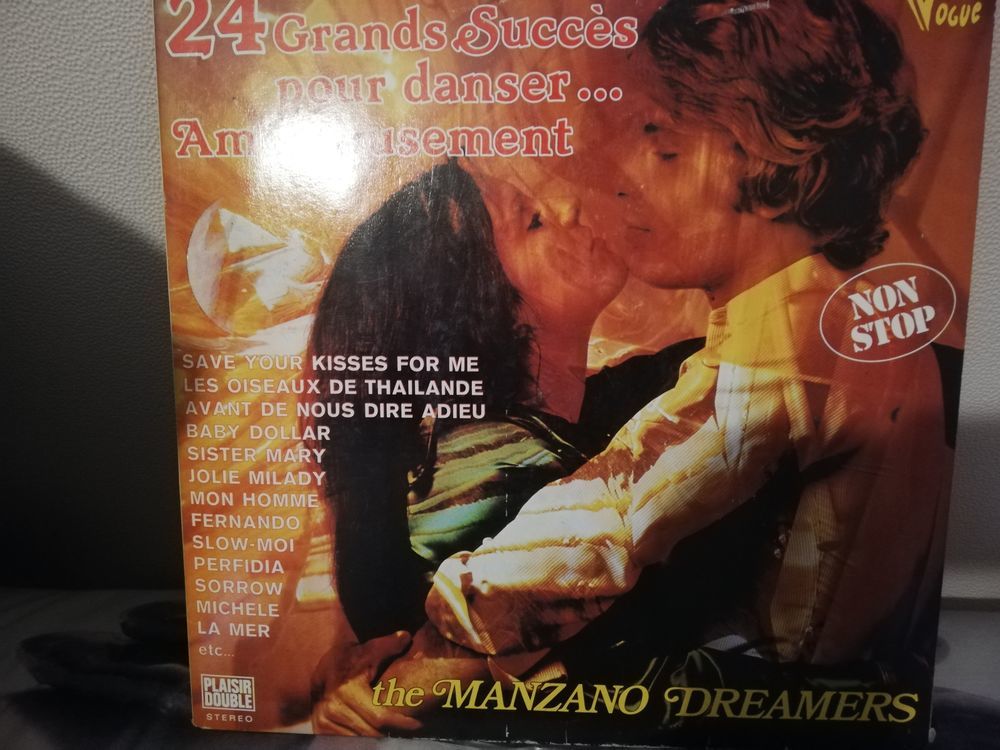 Vogue
24 Grands Succès
pour danser...
Amoureusement
NON
STOP
SAVE YOUR KISSES FOR ME
LES OISEAUX DE THAILANDE
AVANT DE NOUS DIRE ADIEU
BABY DOLLAR
SISTER MARY
JOLIE MILADY
MON HOMME
FERNANDO
SLOW-MOI
PERFIDIA
SORROW
MICHELE
LA MER
etc...
PLAISIR
DOUBLE
STEREO
the MANZANO DREAMERS